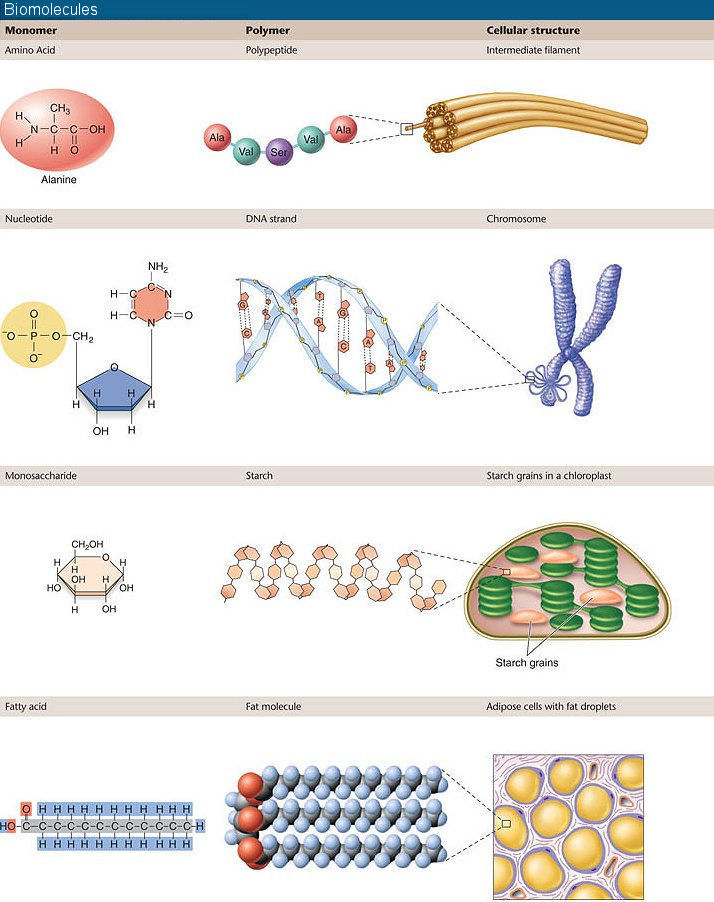 Biomolecules
Monomer Polymer Cellular structure
Amino Acid Polypeptide Intermediate filament
CH3
H
N C C OH
H H O
Alanine
Ala Val Ser Val Ala
Nucleotide DNA strand Chromosome
NH2
C
H C N
H C C O
N
O
⁻O P O CH2
O⁻
O
H H H H
OH H
G C T A G C A T A
Monosaccharide Starch Starch grains in a chloroplast
CH2OH
O
H H H
HO OH H OH
H OH
Starch grains
Fatty acid Fat molecule Adipose cells with fat droplets
O H H H H H H H H H H H
HO C C C C C C C C C C C C H
H H H H H H H H H H H